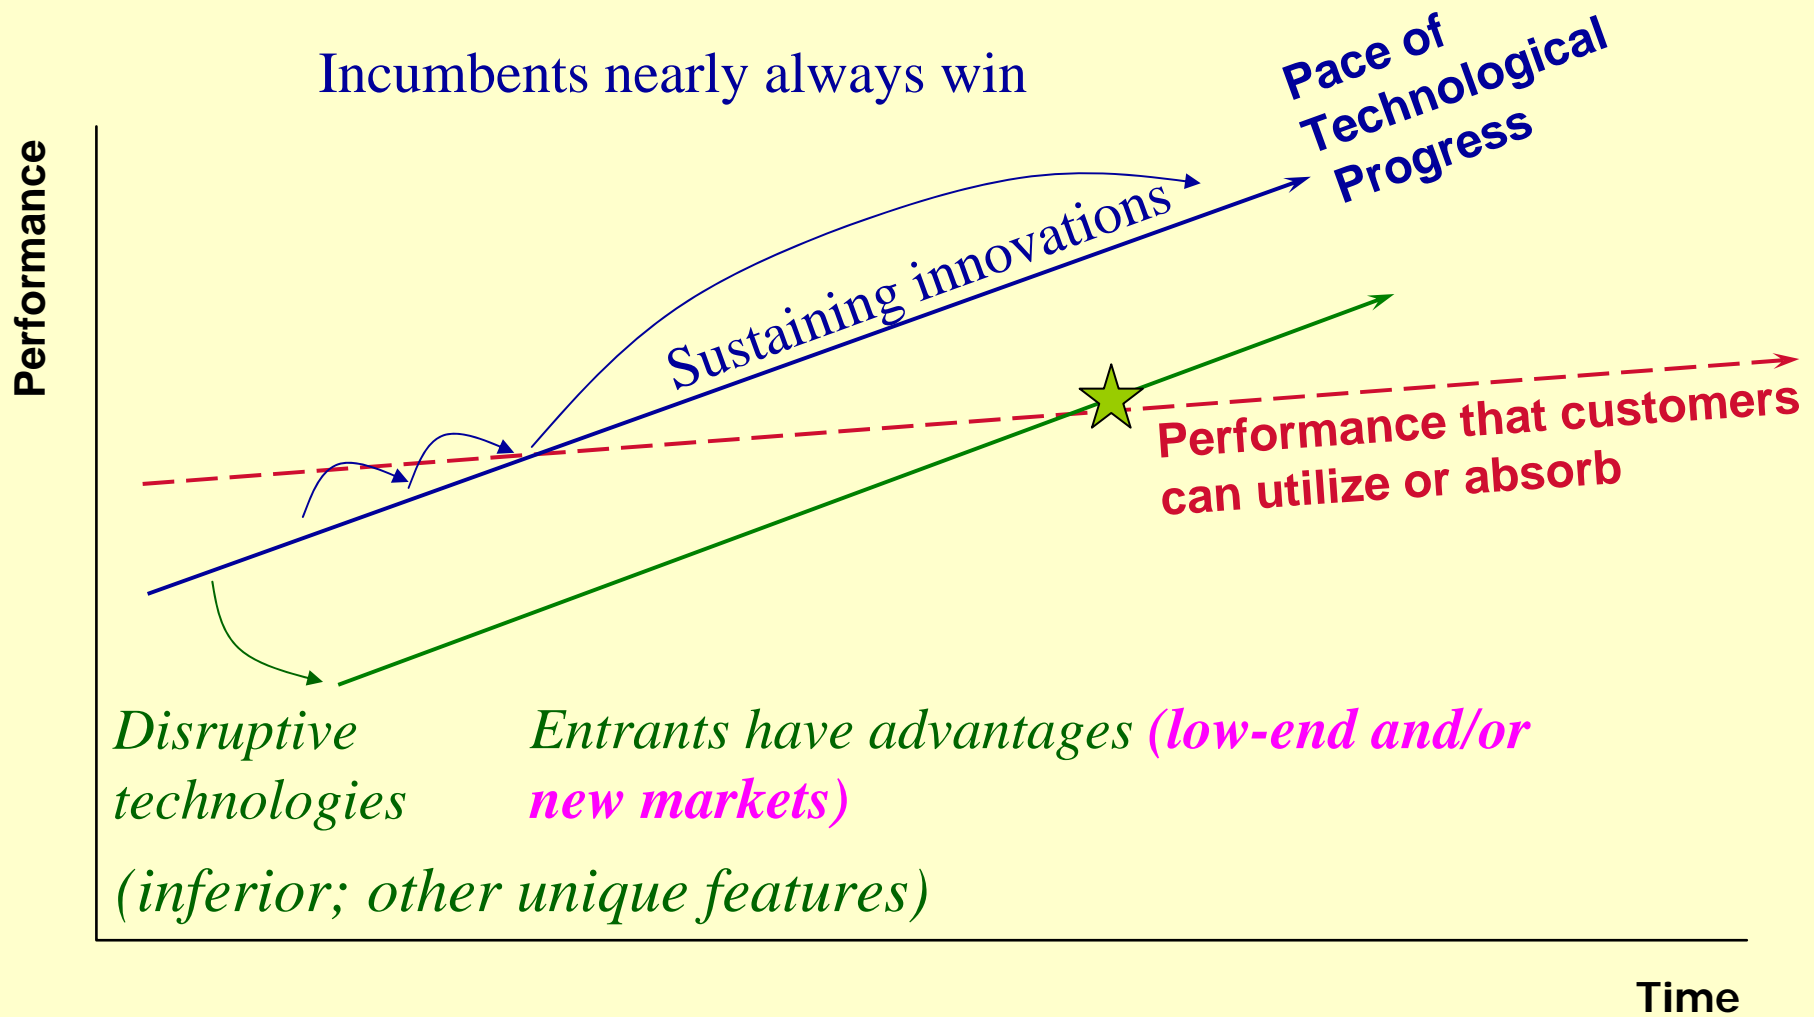 Incumbents nearly always win
Pace of
Technological
Progress
Performance
Sustaining innovations
Performance that customers
can utilize or absorb
Disruptive
technologies
Entrants have advantages (low-end and/or
new markets)
(inferior; other unique features)
Time